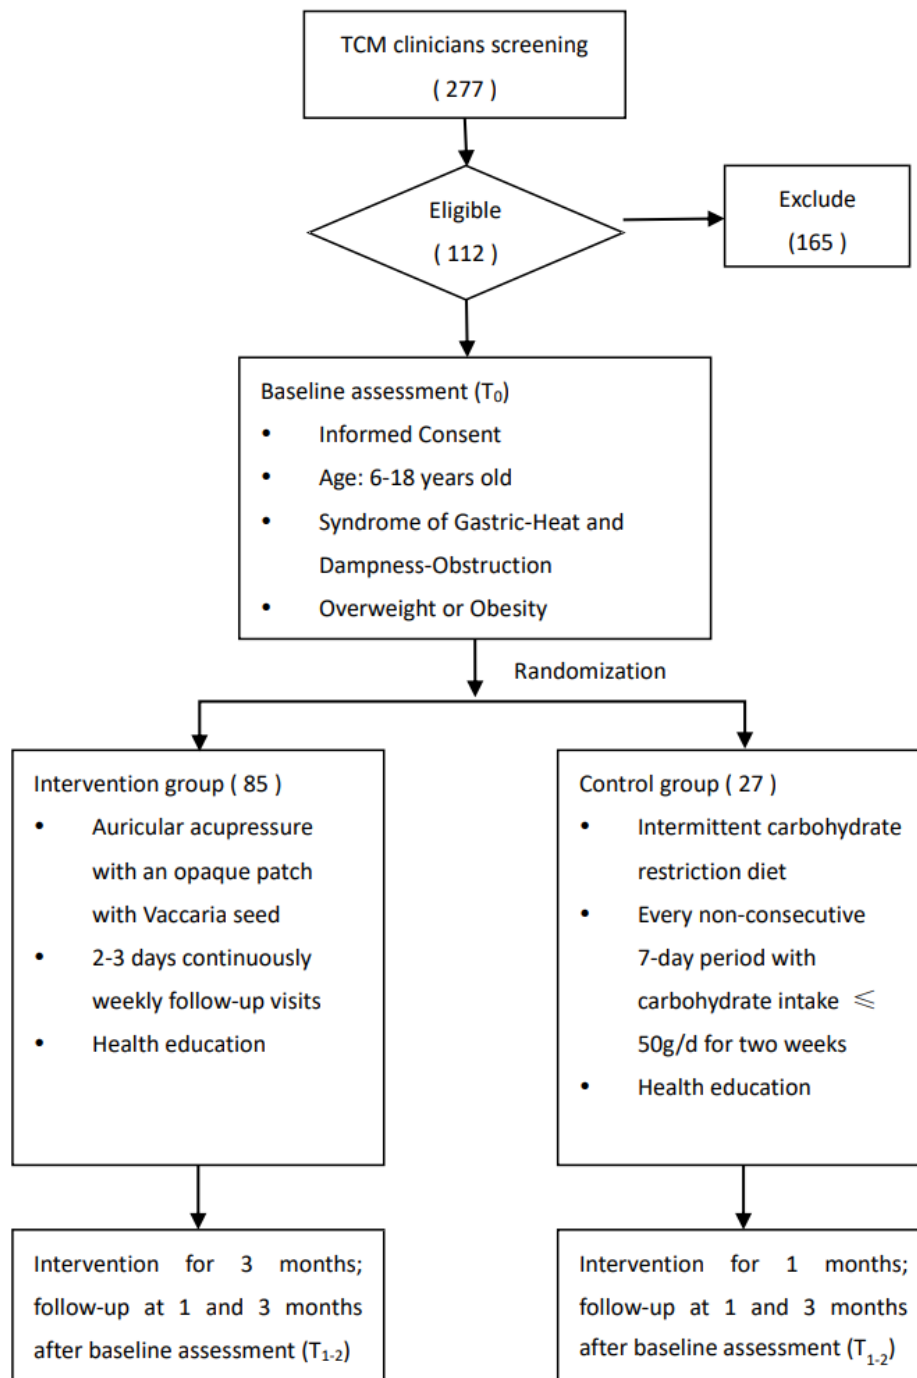 TCM clinicians screening
( 277 )
Eligible
( 112 )
Exclude
(165 )
Baseline assessment (T₀)
• Informed Consent
• Age: 6-18 years old
• Syndrome of Gastric-Heat and
Dampness-Obstruction
• Overweight or Obesity
Randomization
Intervention group ( 85 )
• Auricular acupressure
with an opaque patch
with Vaccaria seed
• 2-3 days continuously
weekly follow-up visits
• Health education
Control group ( 27 )
• Intermittent carbohydrate
restriction diet
• Every non-consecutive
7-day period with
carbohydrate intake ≤
50g/d for two weeks
• Health education
Intervention for 3 months;
follow-up at 1 and 3 months
after baseline assessment (T₁₋₂)
Intervention for 1 months;
follow-up at 1 and 3 months
after baseline assessment (T₁₋₂)